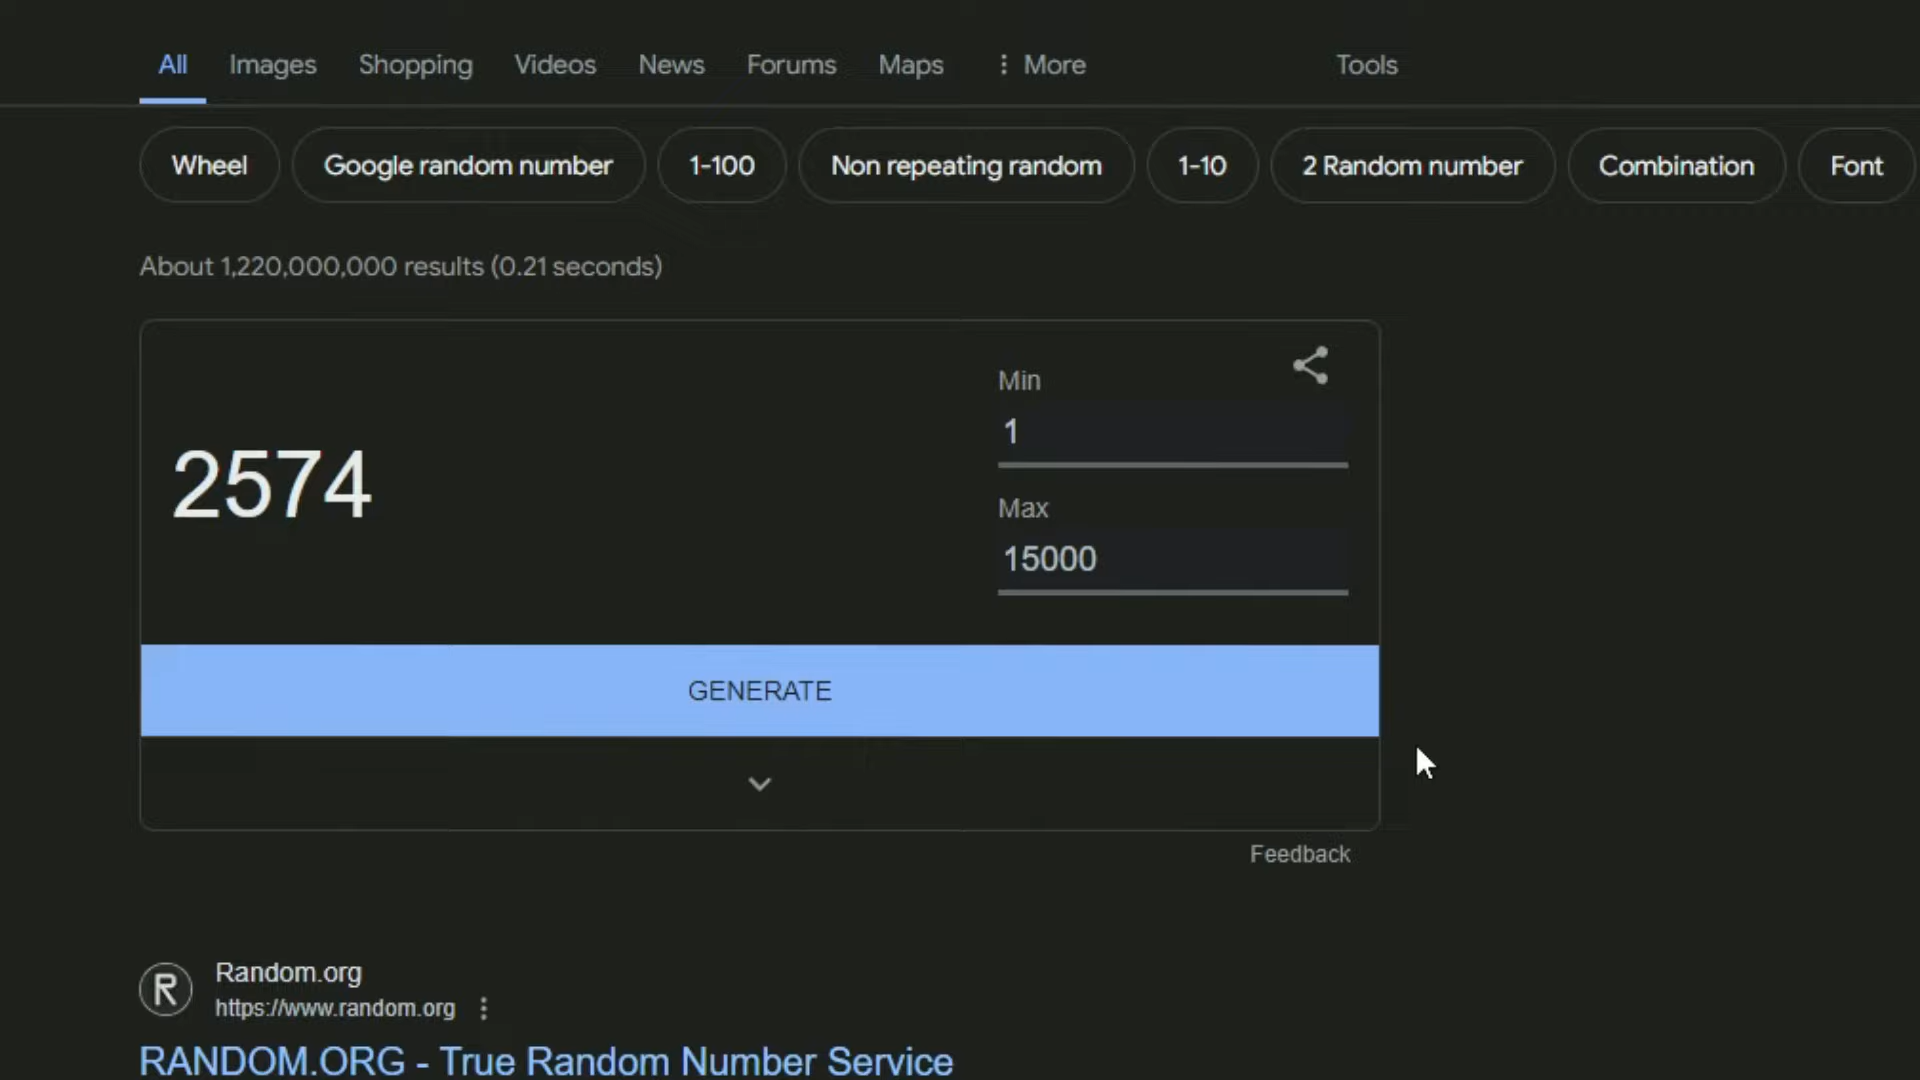 All Images Shopping Videos News Forums Maps More Tools
Wheel Google random number 1-100 Non repeating random 1-10 2 Random number Combination Font
About 1,220,000,000 results (0.21 seconds)
Min
1
2574
Max
15000
GENERATE
Feedback
R
Random.org
https://www.random.org
RANDOM.ORG - True Random Number Service